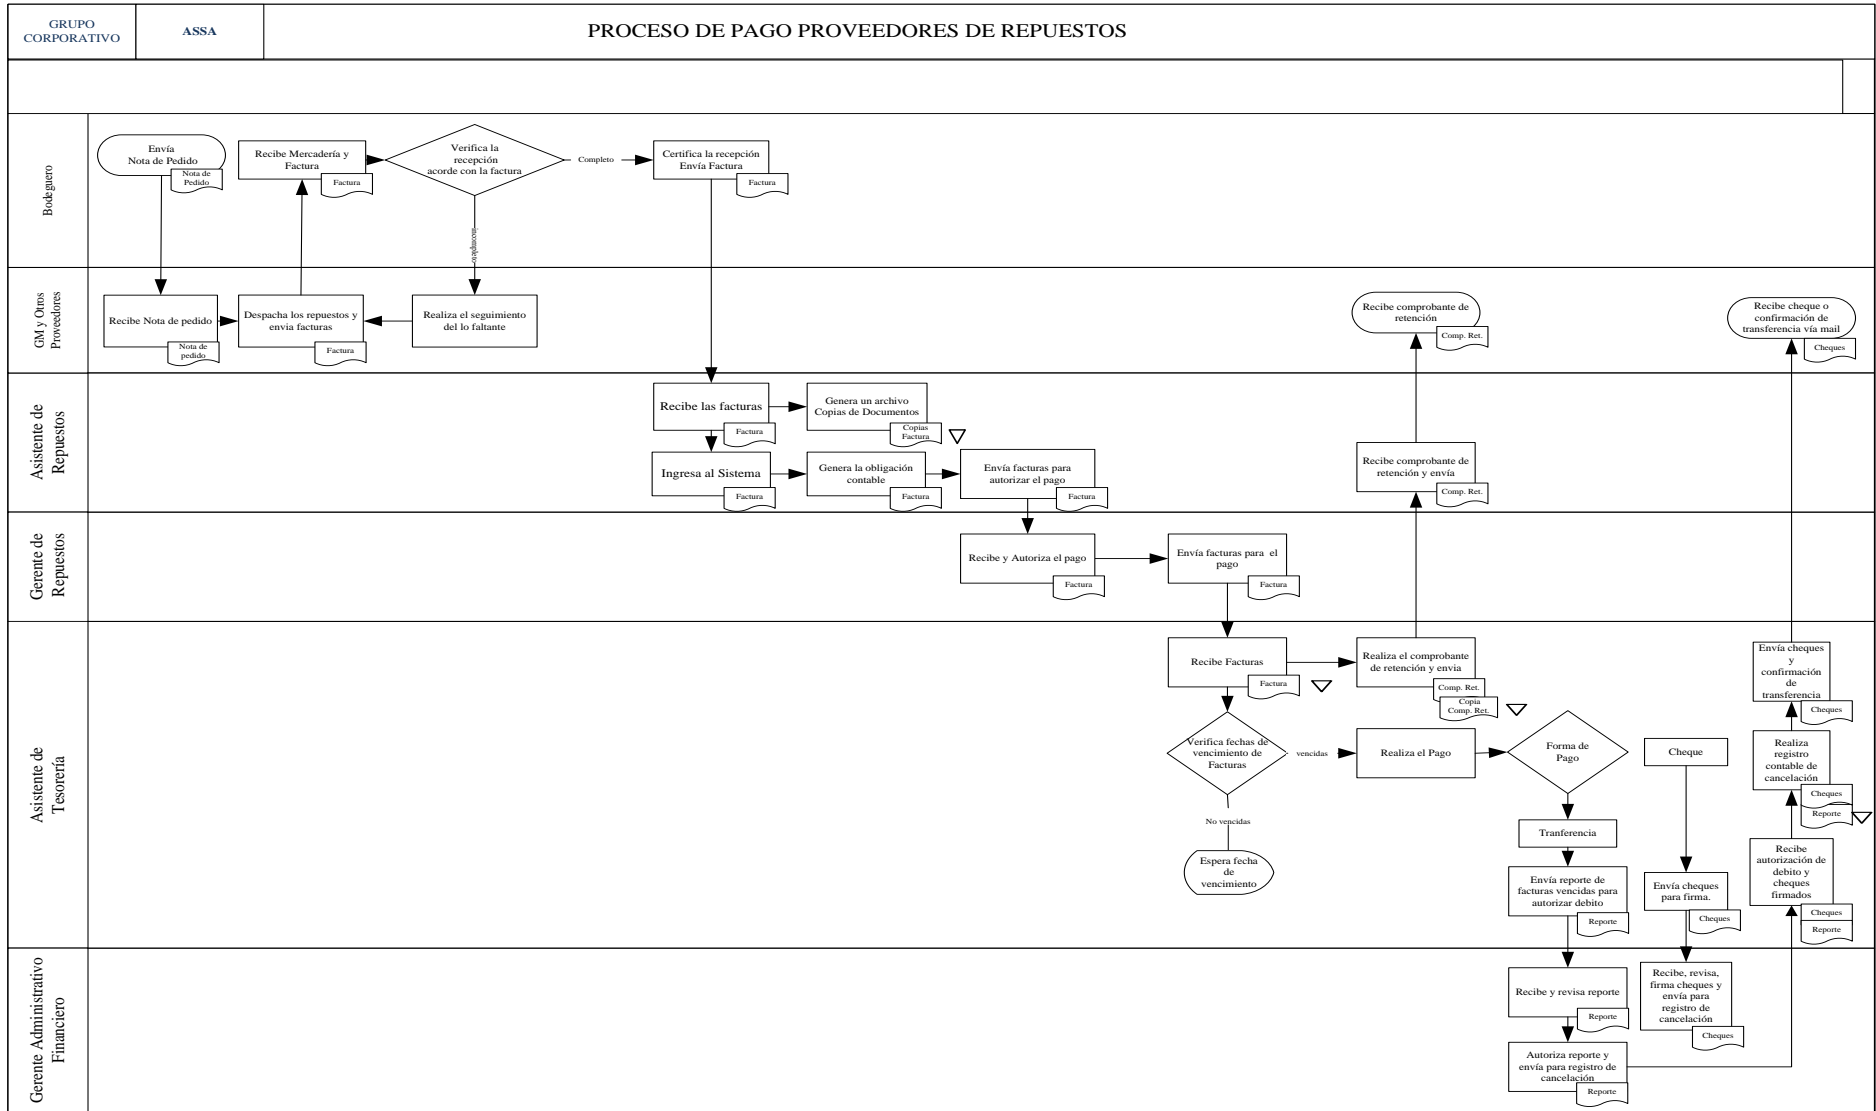 GRUPO
CORPORATIVO
ASSA
PROCESO DE PAGO PROVEEDORES DE REPUESTOS
Bodeguero
Envía
Nota de Pedido
Nota de
Pedido
Recibe Mercadería y
Factura
Factura
Verifica la
recepción
acorde con la factura
Completo
incompleto
Certifica la recepción
Envía Factura
Factura
GM y Otros
Proveedores
Recibe Nota de pedido
Nota de
pedido
Despacha los repuestos y
envia facturas
Factura
Realiza el seguimiento
del lo faltante
Recibe comprobante de
retención
Comp. Ret.
Recibe cheque o
confirmación de
transferencia vía mail
Cheques
Asistente de
Repuestos
Recibe las facturas
Factura
Genera un archivo
Copias de Documentos
Copias
Factura
Ingresa al Sistema
Factura
Genera la obligación
contable
Factura
Envía facturas para
autorizar el pago
Factura
Recibe comprobante de
retención y envía
Comp. Ret.
Gerente de
Repuestos
Recibe y Autoriza el pago
Factura
Envía facturas para el
pago
Factura
Asistente de
Tesorería
Recibe Facturas
Factura
Realiza el comprobante
de retención y envia
Comp. Ret.
Copia
Comp. Ret.
Verifica fechas de
vencimiento de
Facturas
vencidas
No vencidas
Espera fecha
de
vencimiento
Realiza el Pago
Forma de
Pago
Tranferencia
Envía reporte de
facturas vencidas para
autorizar debito
Reporte
Cheque
Envía cheques
para firma.
Cheques
Envía cheques
y
confirmación
de
transferencia
Cheques
Realiza
registro
contable de
cancelación
Cheques
Reporte
Recibe
autorización de
debito y
cheques
firmados
Cheques
Reporte
Gerente Administrativo
Financiero
Recibe y revisa reporte
Reporte
Autoriza reporte y
envía para registro de
cancelación
Reporte
Recibe, revisa,
firma cheques y
envía para
registro de
cancelación
Cheques